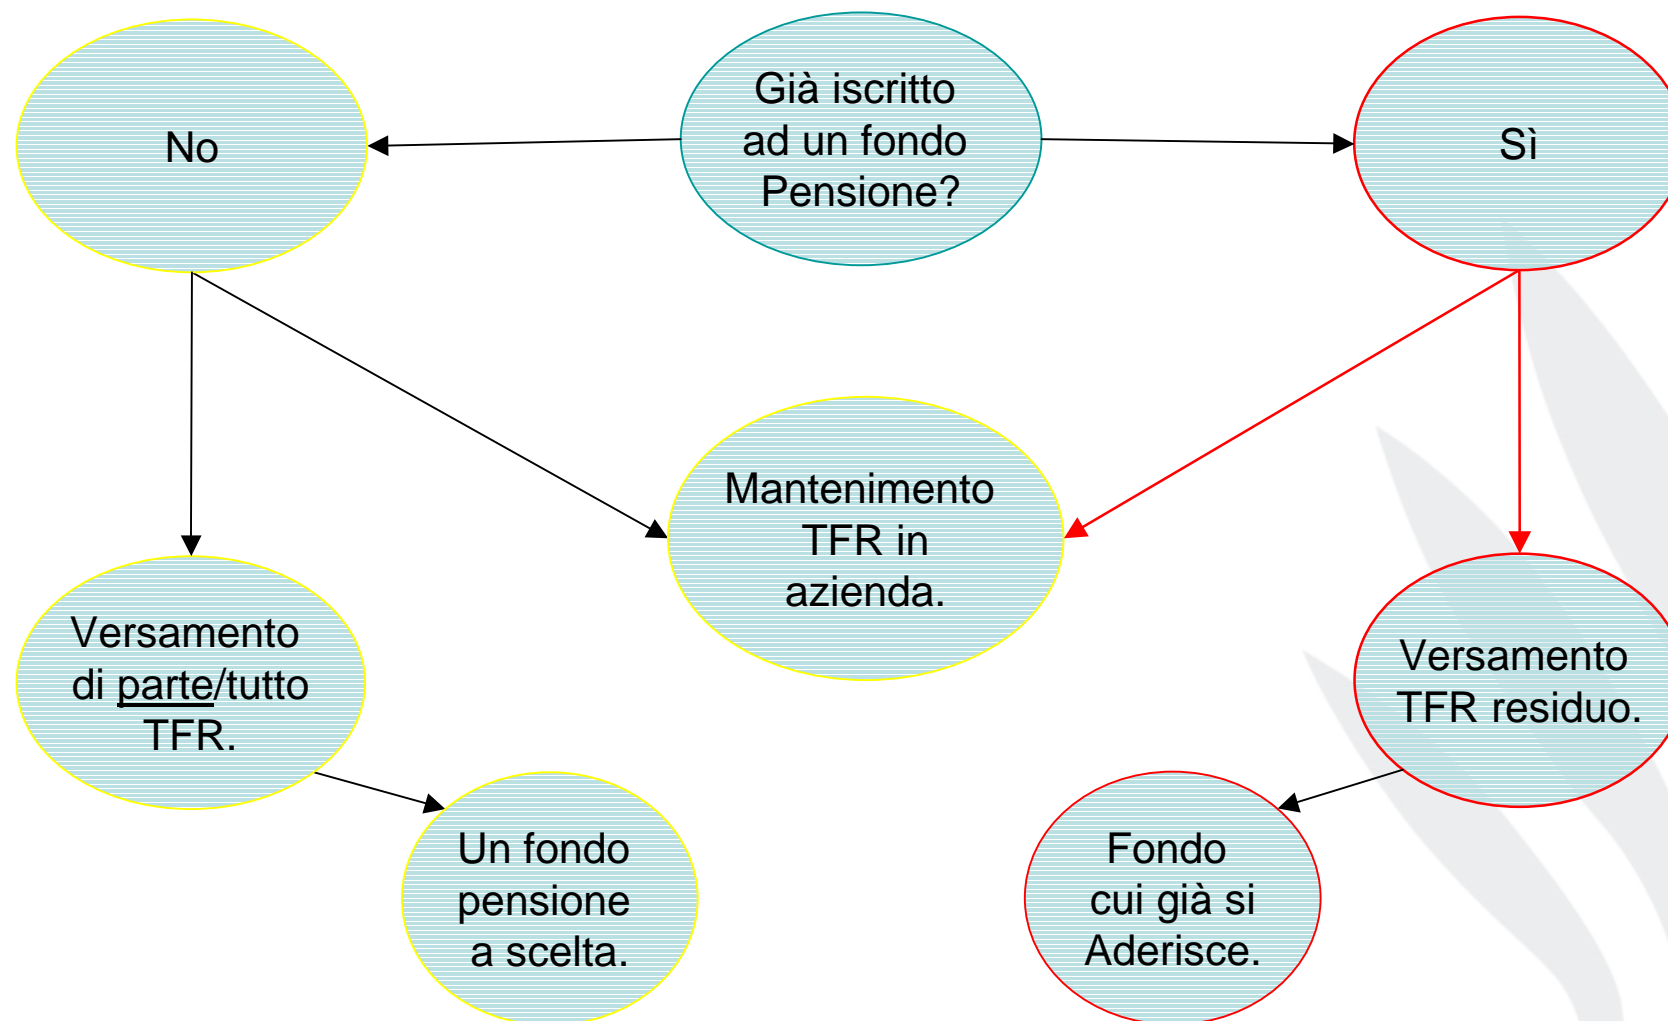 No
Già iscritto
ad un fondo
Pensione?
Sì
Mantenimento
TFR in
azienda.
Versamento
di parte/tutto
TFR.
Versamento
TFR residuo.
Un fondo
pensione
a scelta.
Fondo
cui già si
Aderisce.